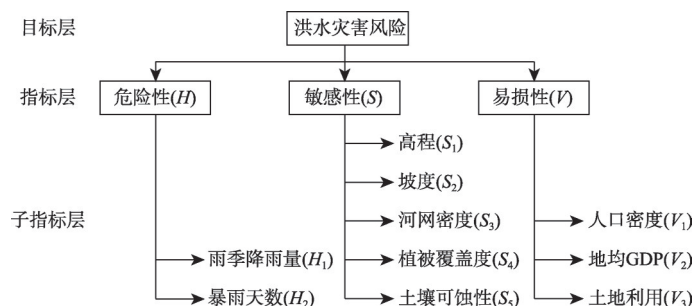 目标层 洪水灾害风险
指标层 危险性(H) 敏感性(S) 易损性(V)
高程(S₁)
坡度(S₂)
子指标层 河网密度(S₃) 人口密度(V₁)
雨季降雨量(H₁) 植被覆盖度(S₄) 地均GDP(V₂)
暴雨天数(H₂) 土壤可蚀性(S₅) 土地利用(V₃)